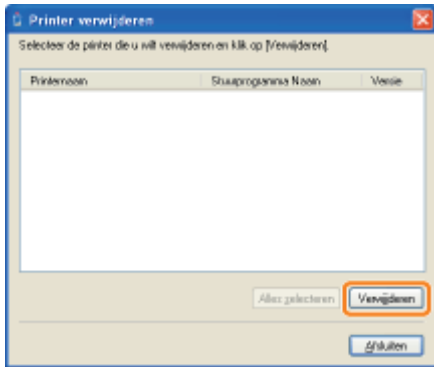 Printer verwijderen
Selecteer de printer die u wilt verwijderen en klik op [Verwijderen].
Printernaam Stuurprogramma Naam Versie
Alles selecteren Verwijderen
Afsluiten